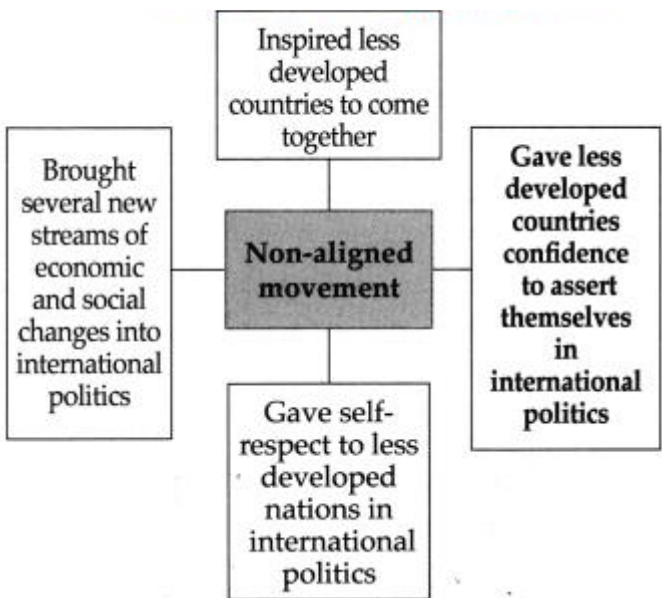 Inspired less
developed
countries to come
together
Brought
several new
streams of
economic
and social
changes into
international
politics
Non-aligned
movement
Gave less
developed
countries
confidence
to assert
themselves
in
international
politics
Gave self-
respect to less
developed
nations in
international
politics